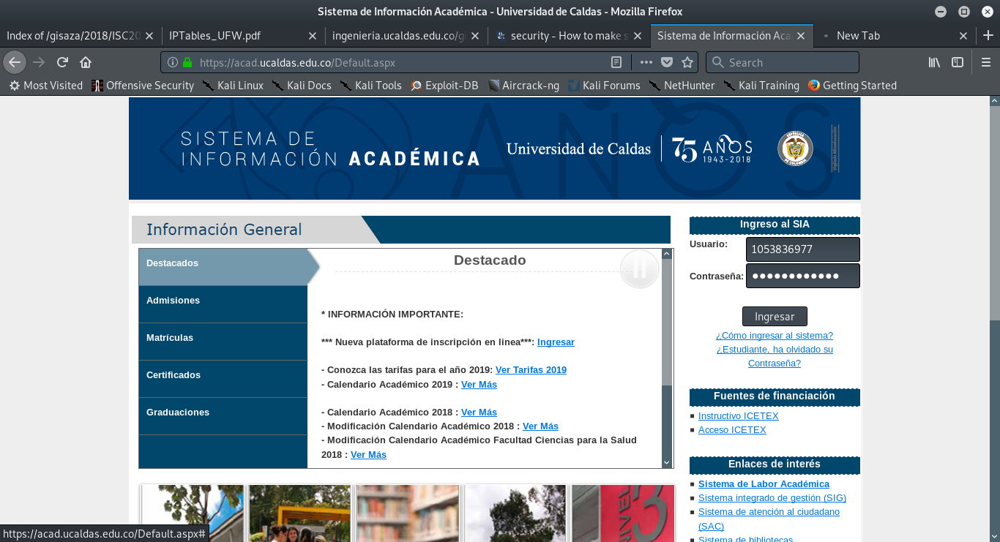 Sistema de Información Académica - Universidad de Caldas - Mozilla Firefox
Index of /gisaza/2018/ISC20
IPTables_UFW.pdf
ingenieria.ucaldas.edu.co/gi
security - How to make s
Sistema de Información Aca
New Tab
https://acad.ucaldas.edu.co/Default.aspx
Search
Most Visited
Offensive Security
Kali Linux
Kali Docs
Kali Tools
Exploit-DB
Aircrack-ng
Kali Forums
NetHunter
Kali Training
Getting Started
SISTEMA DE
INFORMACIÓN ACADÉMICA
Universidad de Caldas
75 AÑOS
1943-2018
REPÚBLICA
DE COLOMBIA
Vigilada Mineducación
AÑOS
Información General
Destacados
Admisiones
Matrículas
Certificados
Graduaciones
Destacado
* INFORMACIÓN IMPORTANTE:
*** Nueva plataforma de inscripción en linea***: Ingresar
- Conozca las tarifas para el año 2019: Ver Tarifas 2019
- Calendario Académico 2019 : Ver Más
- Calendario Académico 2018 : Ver Más
- Modificación Calendario Académico 2018 : Ver Más
- Modificación Calendario Académico Facultad Ciencias para la Salud
2018 : Ver Más
Ingreso al SIA
Usuario: 1053836977
Contraseña: ●●●●●●●●●●●●
Ingresar
¿Cómo ingresar al sistema?
¿Estudiante, ha olvidado su
Contraseña?
Fuentes de financiación
Instructivo ICETEX
Acceso ICETEX
Enlaces de interés
Sistema de Labor Académica
Sistema integrado de gestión (SIG)
Sistema de atención al ciudadano
(SAC)
Sistema de bibliotecas
NIVEL
3
https://acad.ucaldas.edu.co/Default.aspx#